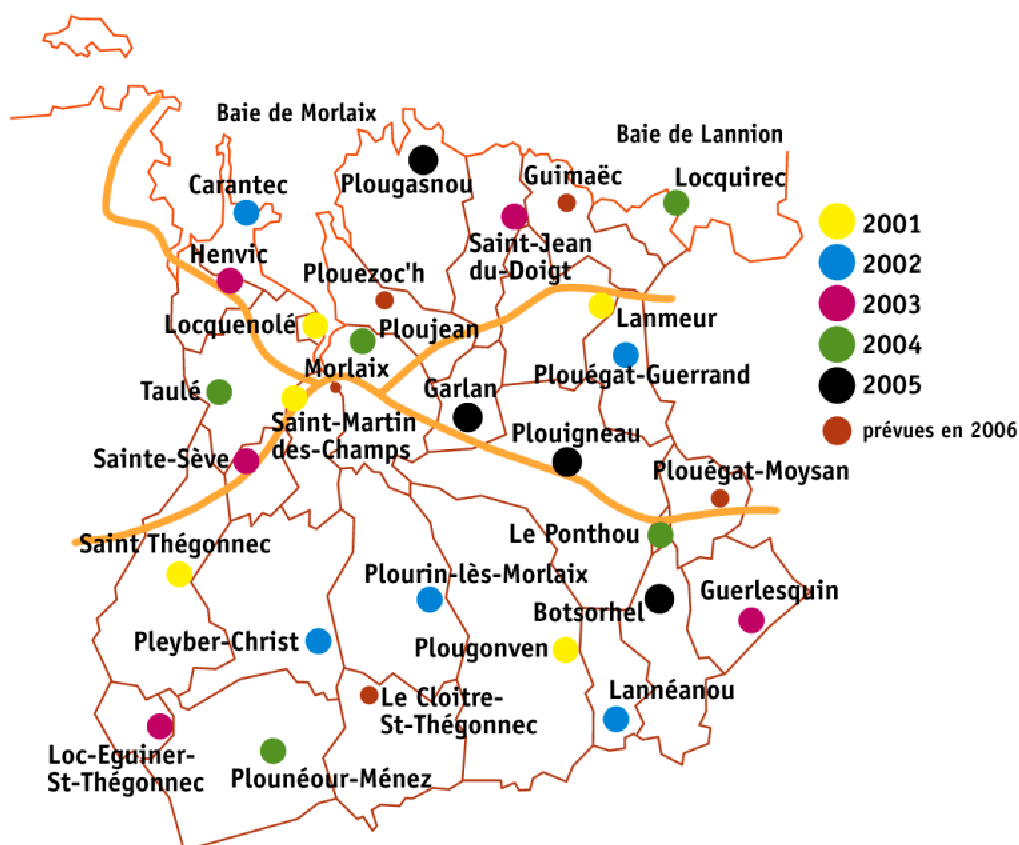 Baie de Morlaix
Baie de Lannion
Plougasnou
Guimaëc
Locquirec
Carantec
2001
Saint-Jean
du-Doigt
Henvic
2002
Plouezoc'h
2003
Locquenolé
Ploujean
Lanmeur
2004
Morlaix
Plouégat-Guerrand
Taulé
Garlan
2005
Saint-Martin
des-Champs
Plouigneau
prévues en 2006
Sainte-Sève
Plouégat-Moysan
Saint Thégonnec
Le Ponthou
Plourin-lès-Morlaix
Guerlesquin
Botsorhel
Pleyber-Christ
Plougonven
Lannéanou
Le Cloitre-
St-Thégonnec
Loc-Eguiner-
St-Thégonnec
Plounéour-Ménez